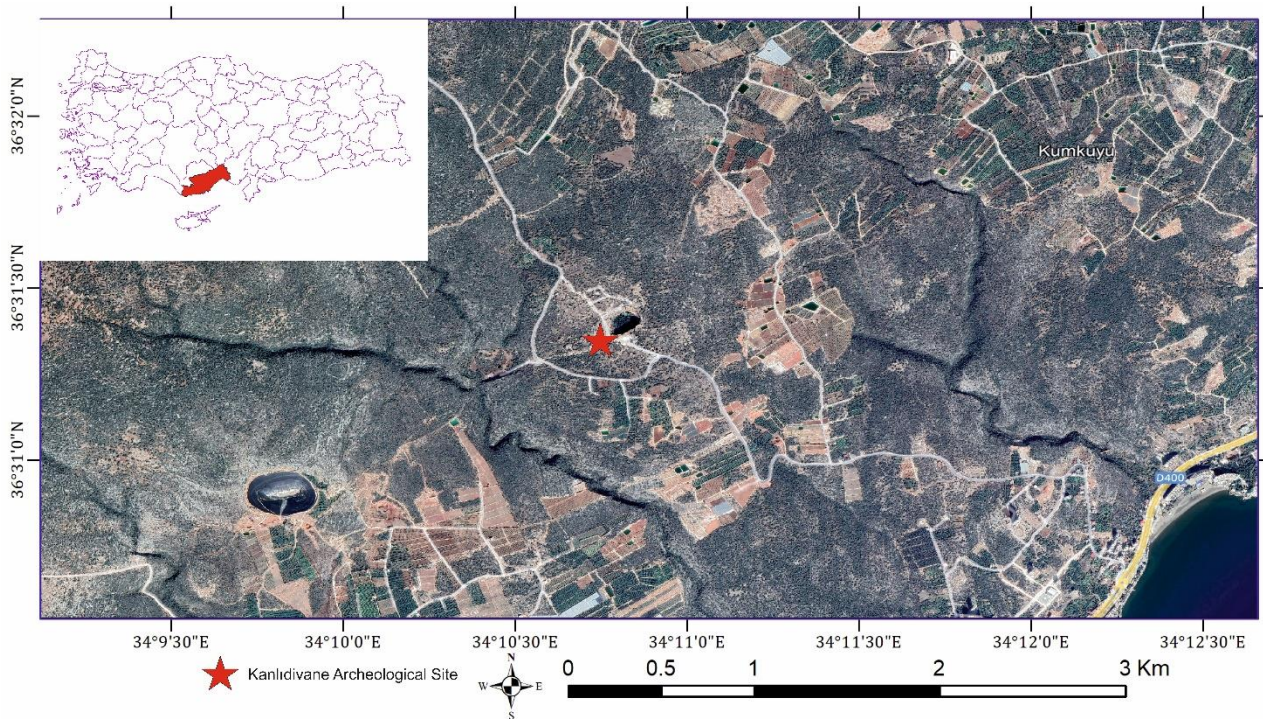 36°32'0"N
36°31'30"N
36°31'0"N
Kumkuyu
D400
34°9'30"E
34°10'0"E
34°10'30"E
34°11'0"E
34°11'30"E
34°12'0"E
34°12'30"E
Kanlıdivane Archeological Site
N
W
E
S
0
0.5
1
2
3 Km